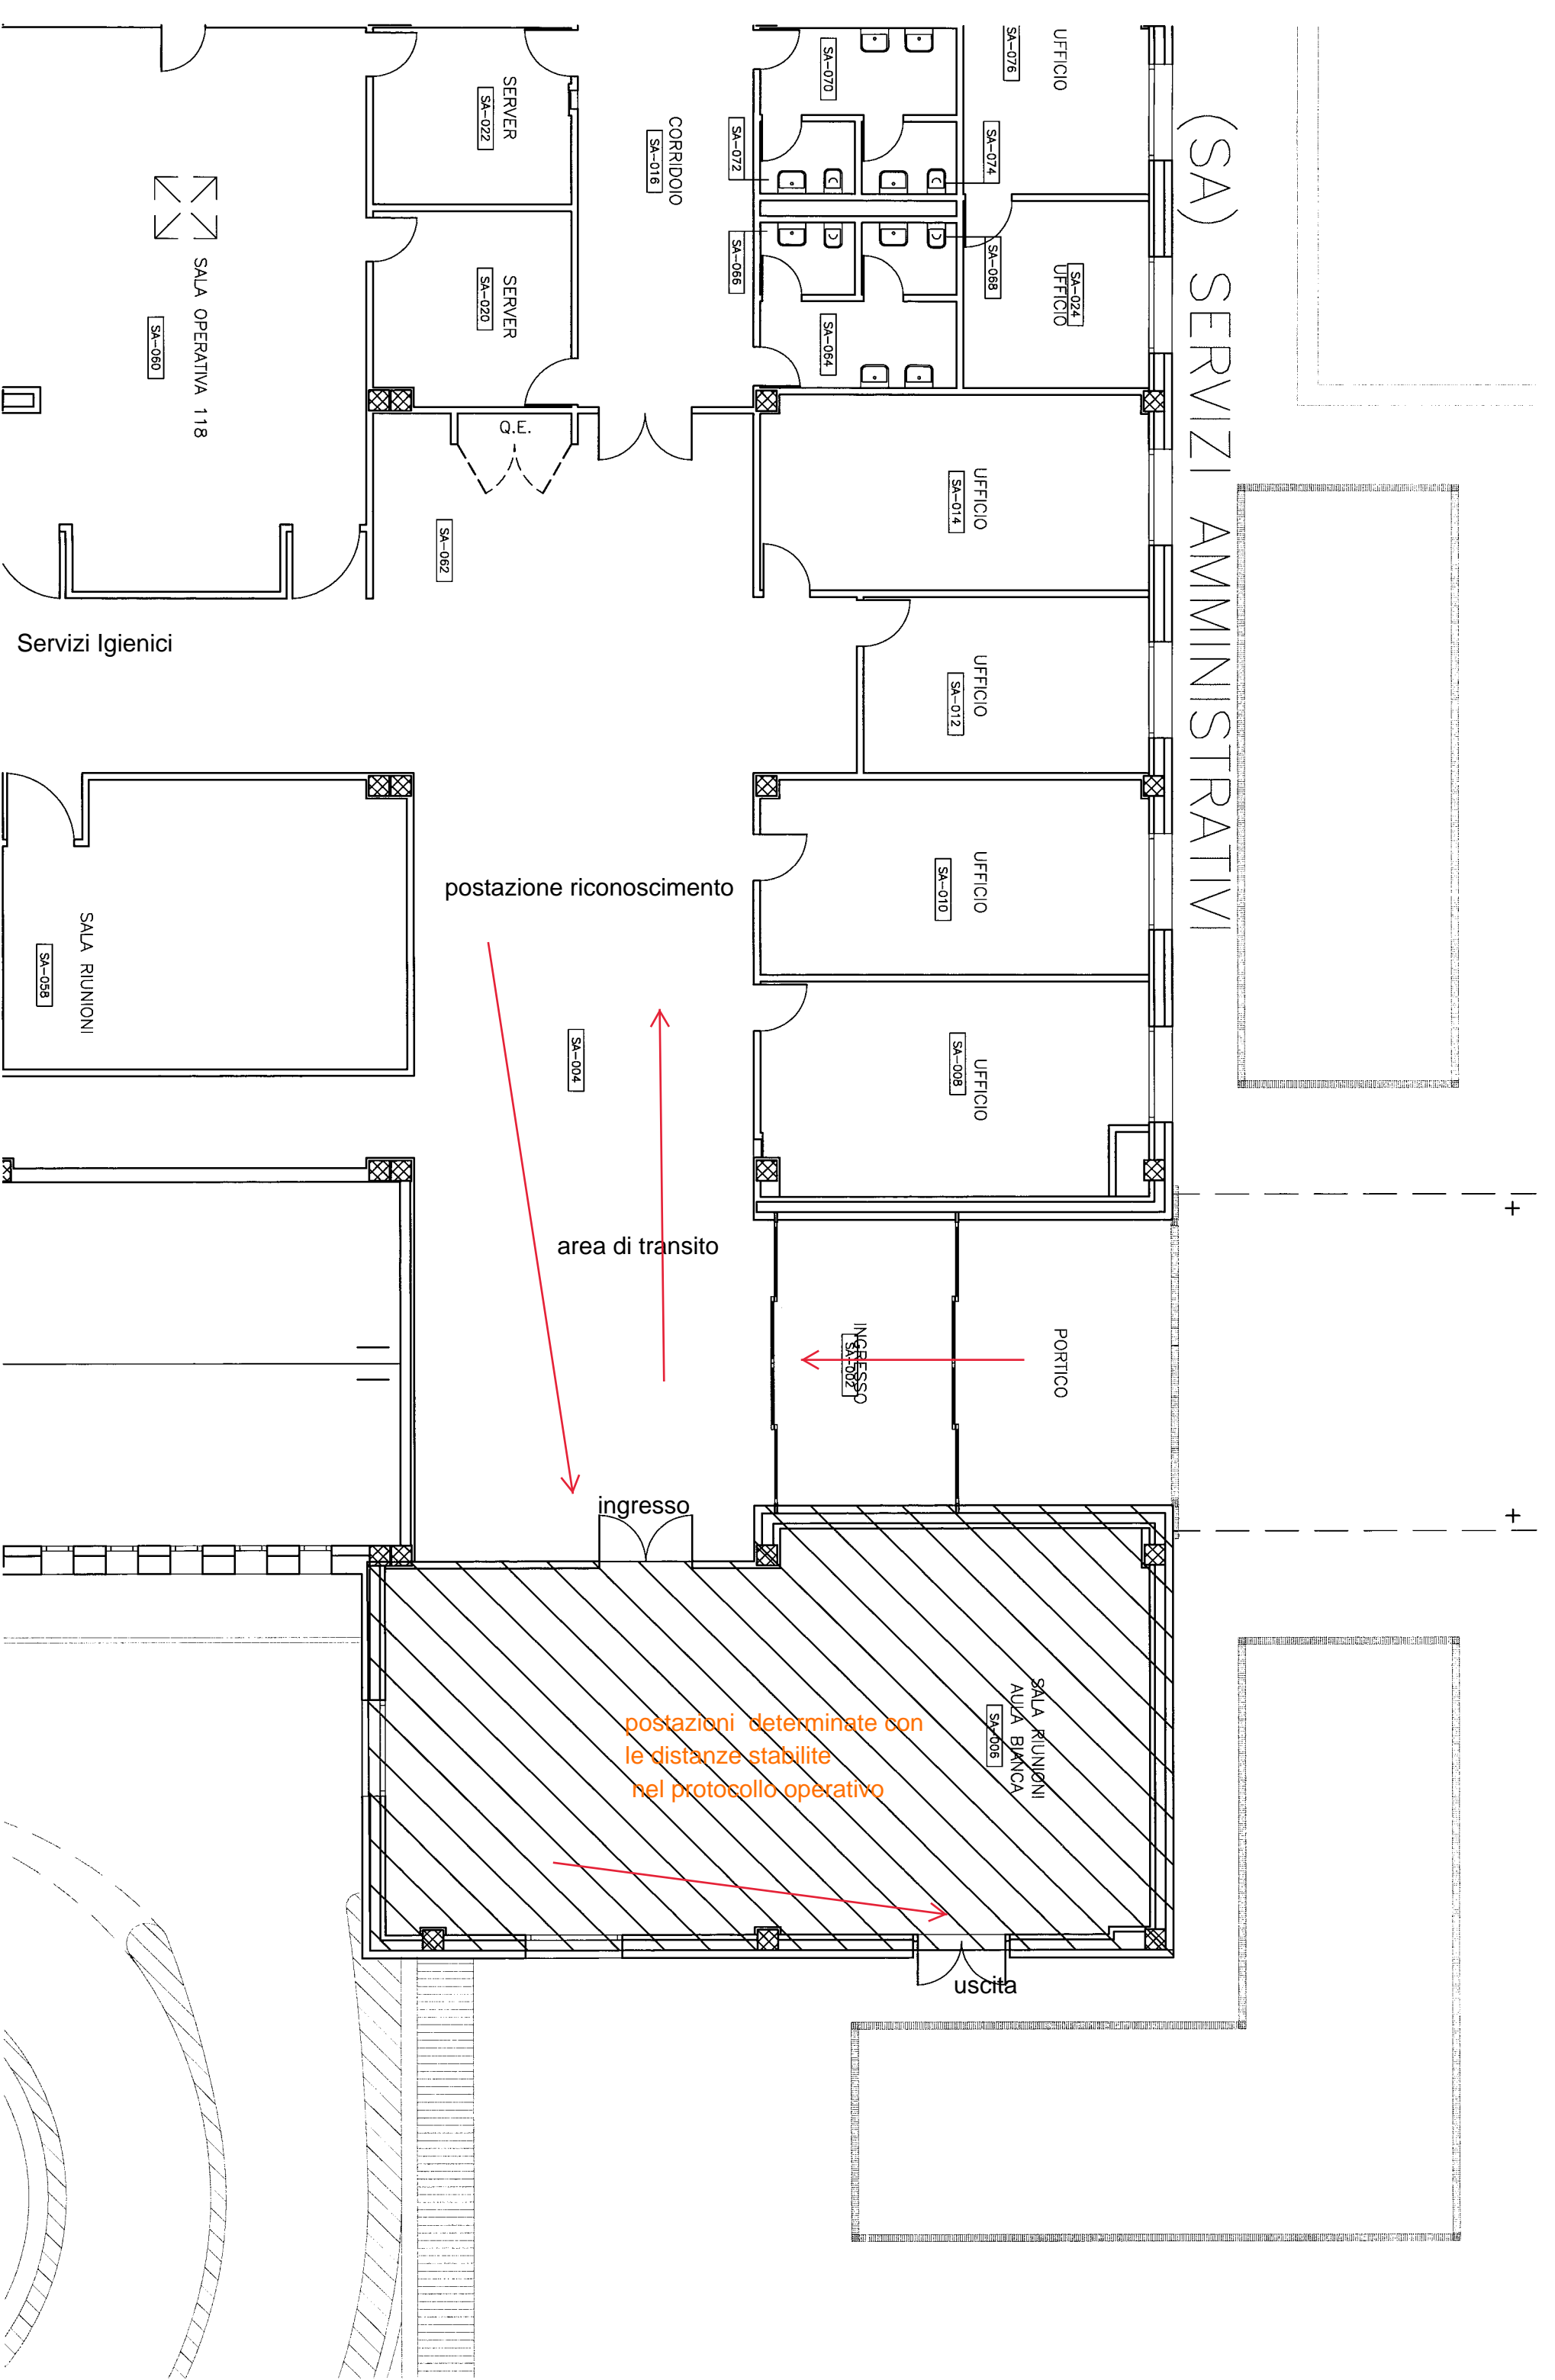 UFFICIO
SA-076
SA-070
SERVER
SA-022
CORRIDOIO
SA-016
SA-072
SA-074
(SA) SERVIZI AMMINISTRATIVI
SALA OPERATIVA 118
SA-060
SERVER
SA-020
SA-066
SA-068
SA-024
UFFICIO
SA-064
Q.E.
SA-062
UFFICIO
SA-014
Servizi Igienici
UFFICIO
SA-012
postazione riconoscimento
UFFICIO
SA-010
SALA RIUNIONI
SA-058
SA-004
UFFICIO
SA-008
area di transito
INGRESSO
SA-002
PORTICO
ingresso
SALA RIUNIONI
AULA BIANCA
SA-006
postazioni determinate con
le distanze stabilite
nel protocollo operativo
uscita